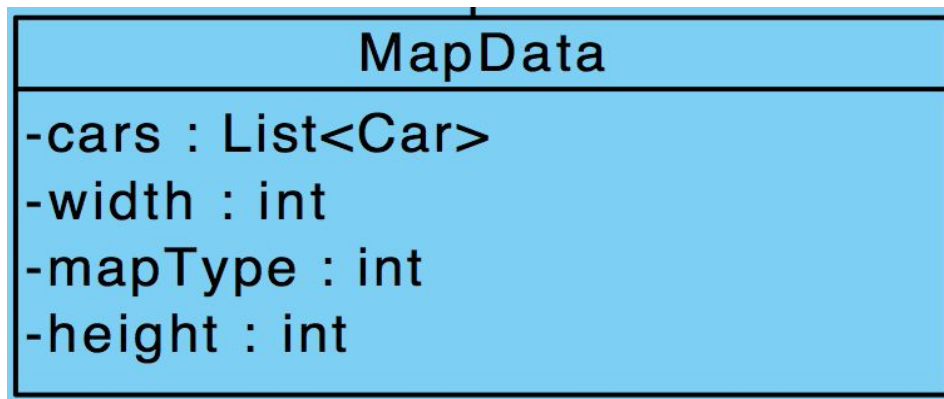 MapData
-cars : List<Car>
-width : int
-mapType : int
-height : int